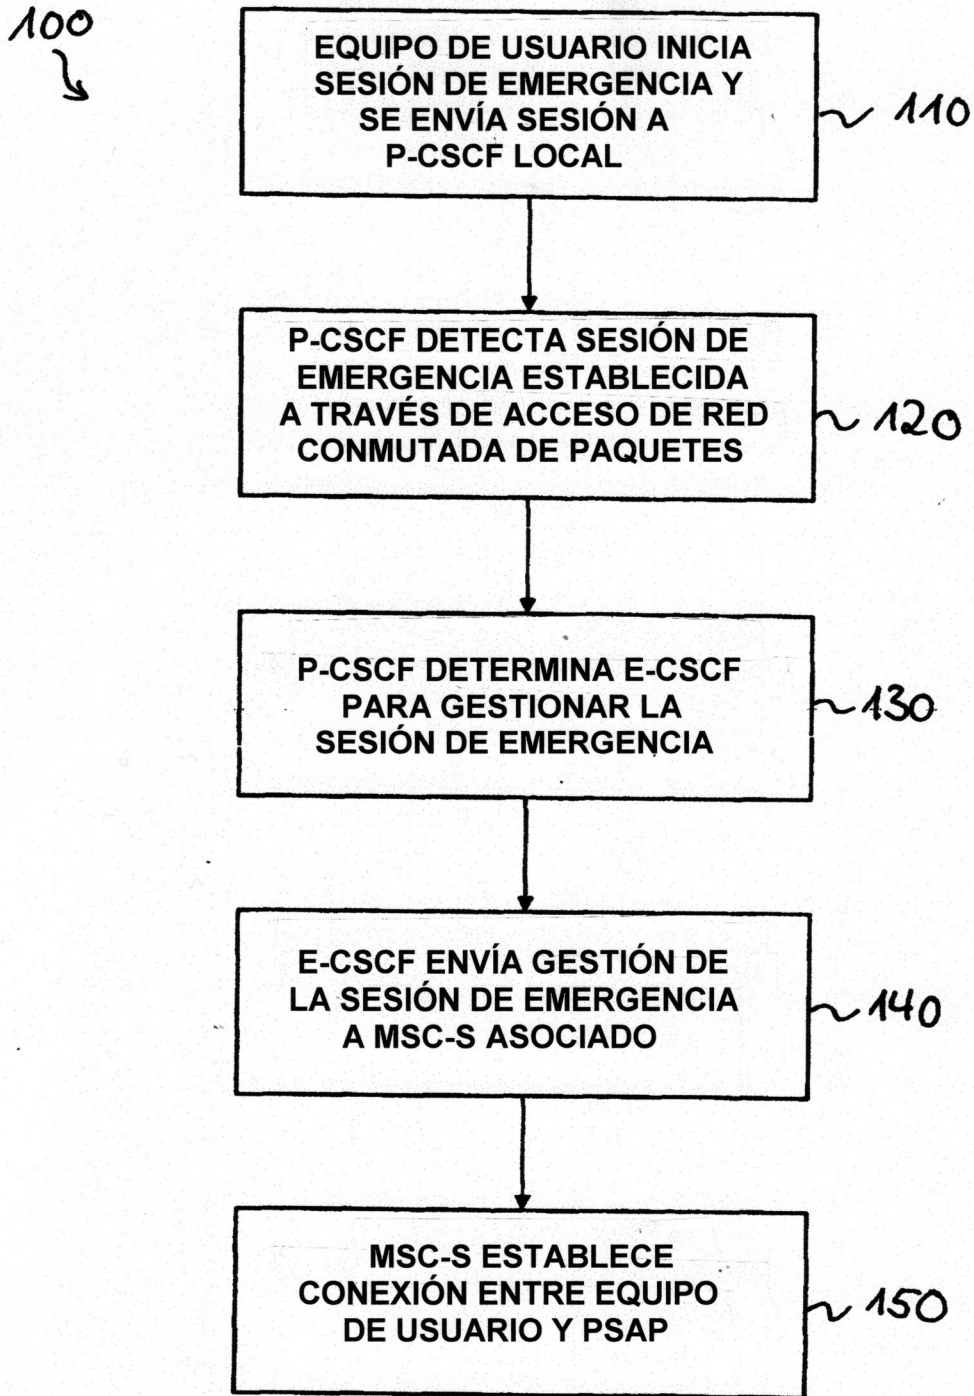 100
EQUIPO DE USUARIO INICIA
SESIÓN DE EMERGENCIA Y
SE ENVÍA SESIÓN A
P-CSCF LOCAL
110
P-CSCF DETECTA SESIÓN DE
EMERGENCIA ESTABLECIDA
A TRAVÉS DE ACCESO DE RED
CONMUTADA DE PAQUETES
120
P-CSCF DETERMINA E-CSCF
PARA GESTIONAR LA
SESIÓN DE EMERGENCIA
130
E-CSCF ENVÍA GESTIÓN DE
LA SESIÓN DE EMERGENCIA
A MSC-S ASOCIADO
140
MSC-S ESTABLECE
CONEXIÓN ENTRE EQUIPO
DE USUARIO Y PSAP
150